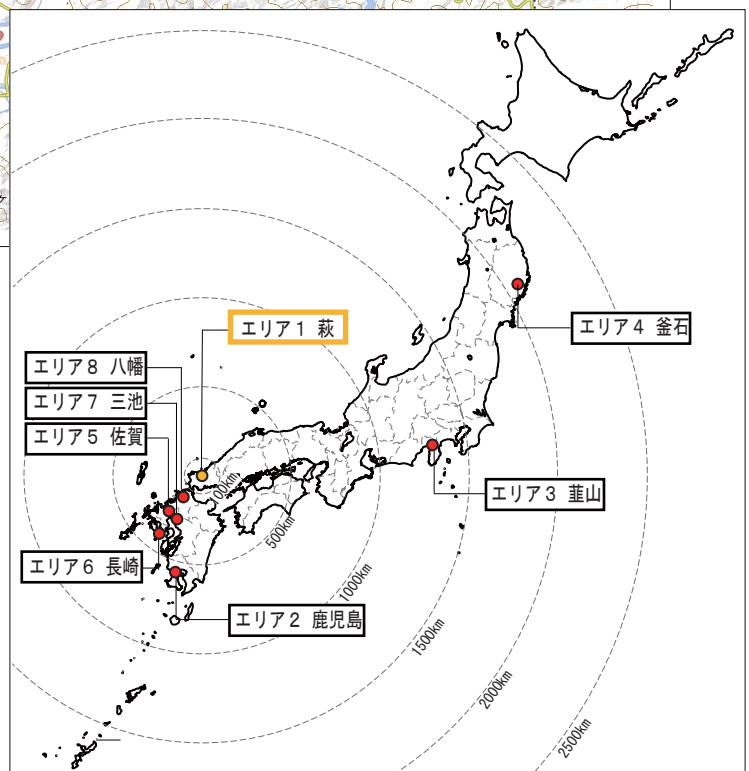 エリア1 萩
エリア4 釜石
エリア8 八幡
エリア7 三池
エリア5 佐賀
エリア3 韮山
エリア6 長崎
エリア2 鹿児島
100km
500km
1000km
1500km
2000km
2500km